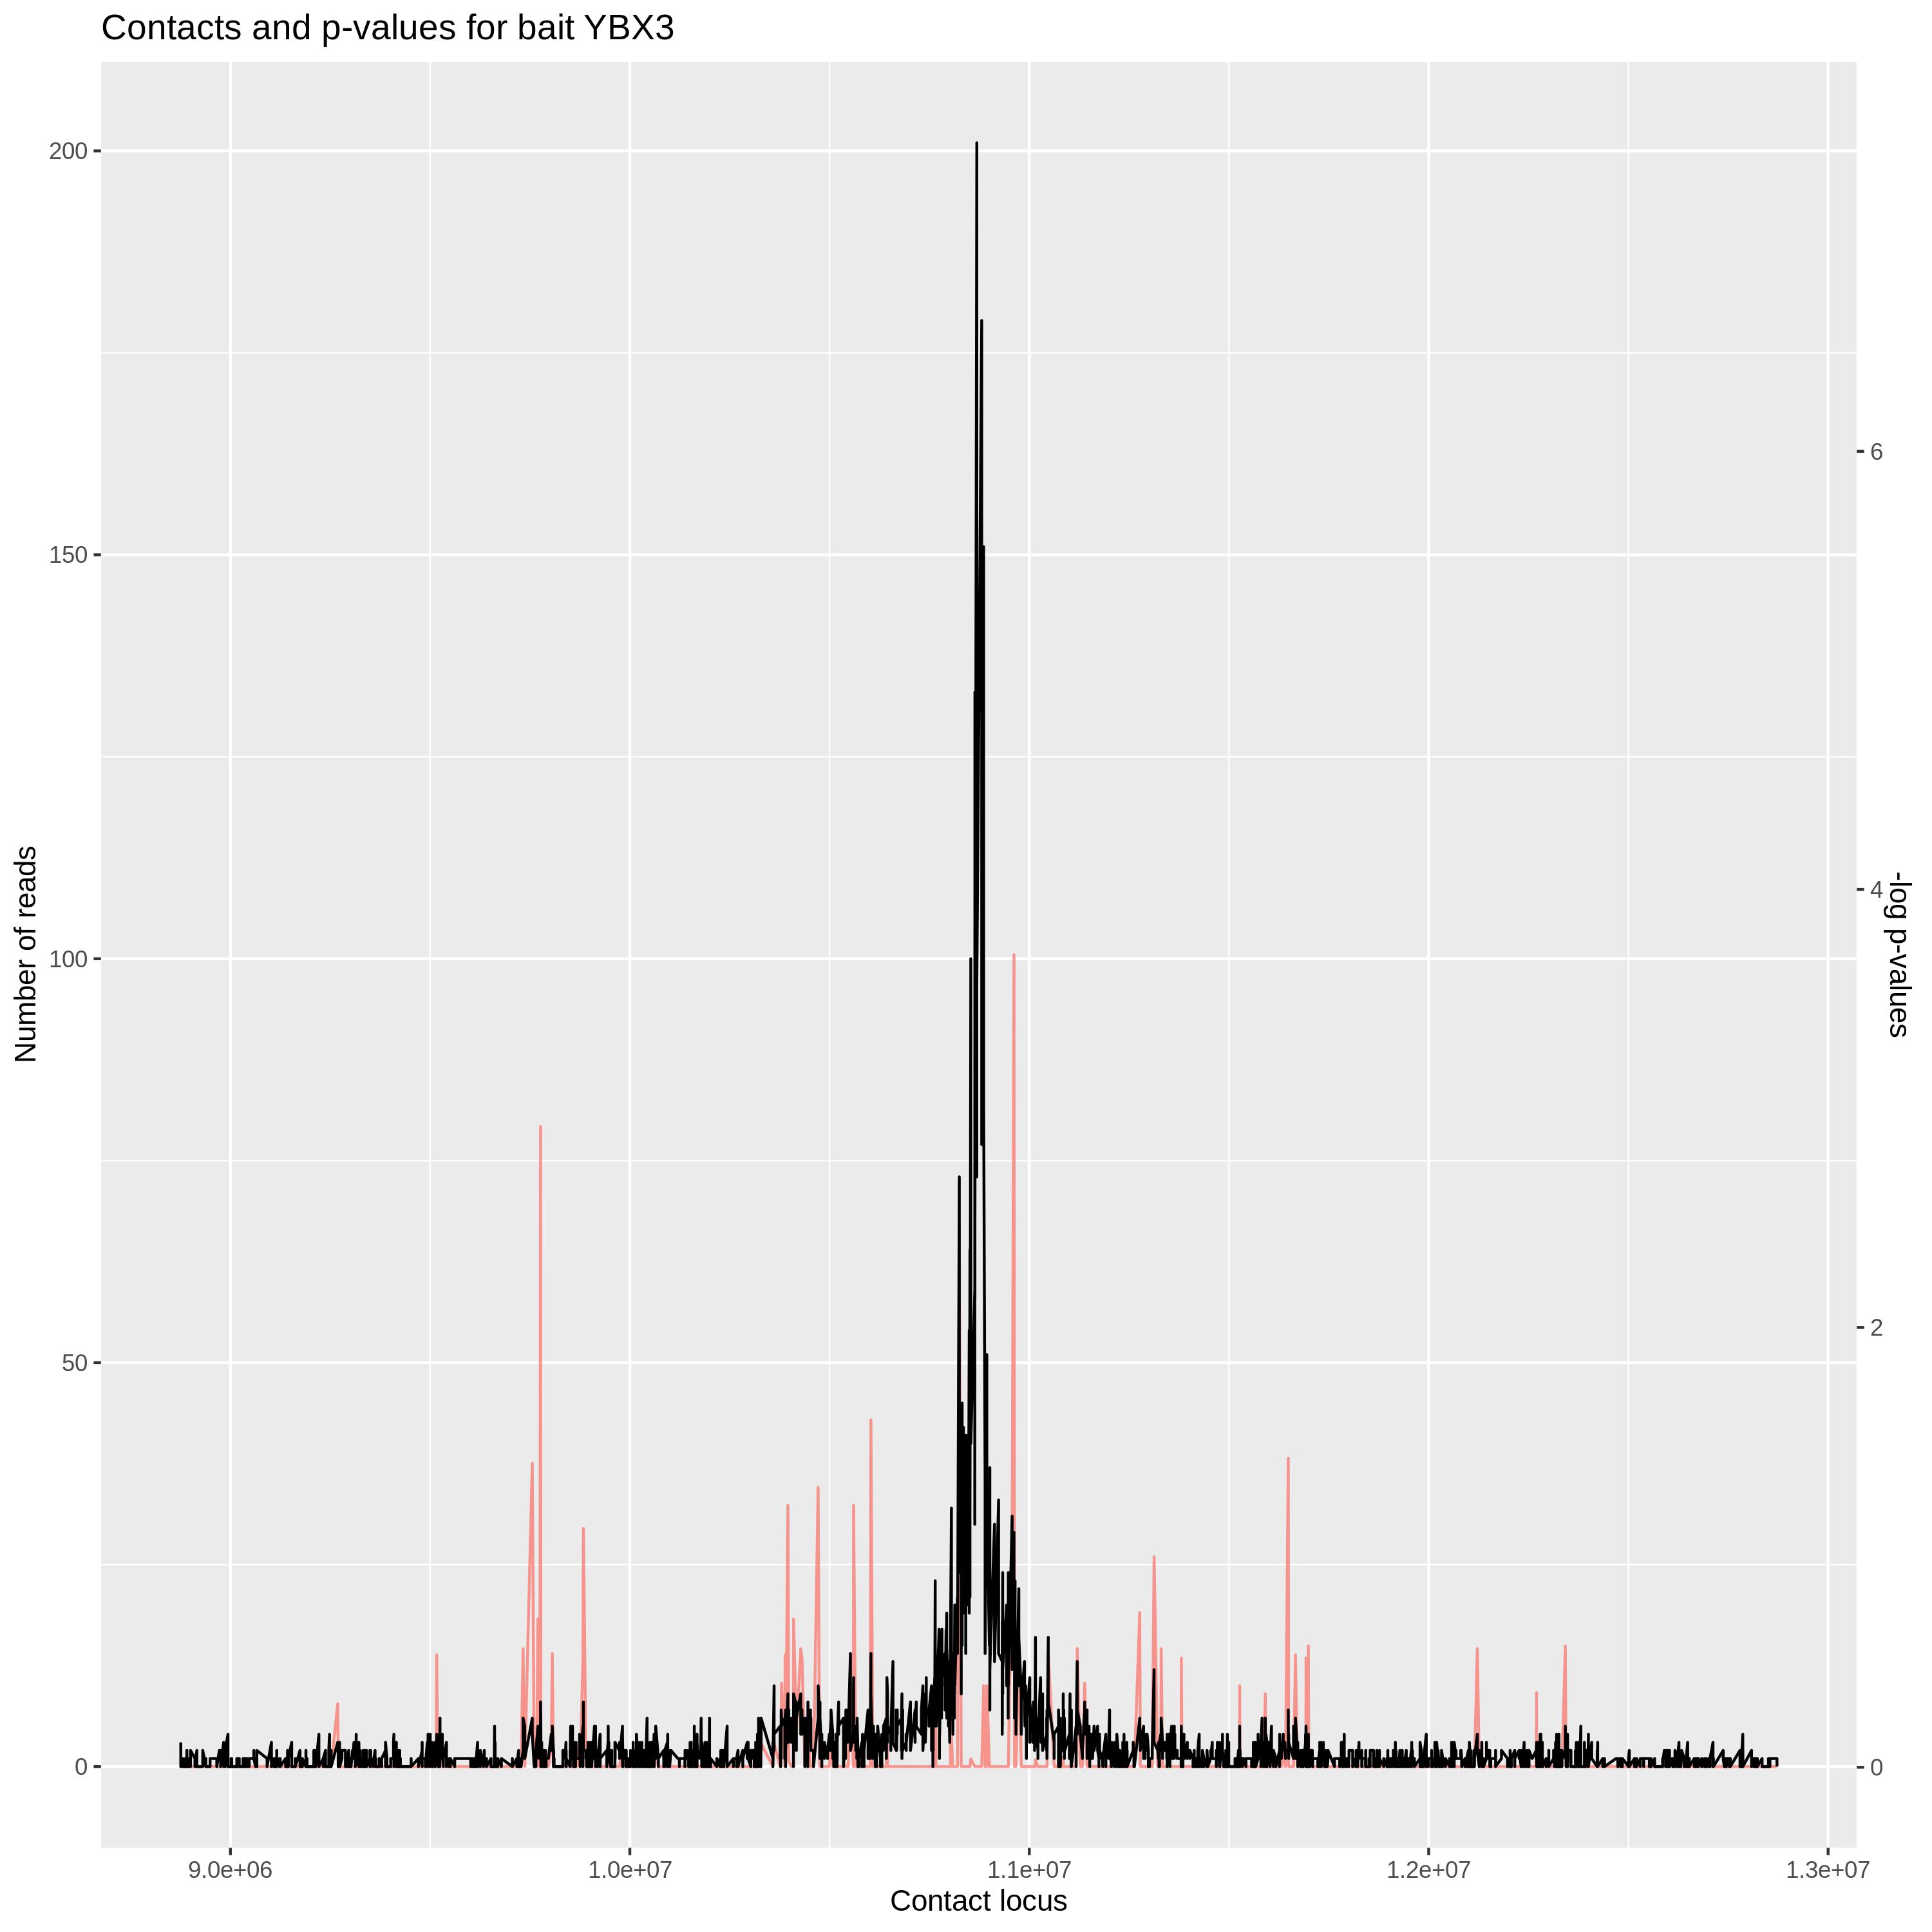 Contacts and p-values for bait YBX3
200
150
100
50
0
Number of reads
6
4
2
0
-log p-values
9.0e+06
1.0e+07
1.1e+07
1.2e+07
1.3e+07
Contact locus